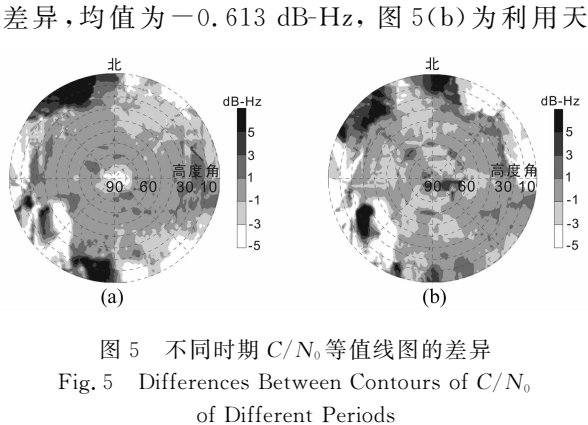 差异,均值为－0.613 dB-Hz, 图 5(b)为利用天
北
dB-Hz
5
3
1
-1
-3
-5
高度角
90 60 30 10
(a)
北
dB-Hz
5
3
1
-1
-3
-5
高度角
90 60 30 10
(b)
图 5 不同时期 C/N₀等值线图的差异
Fig. 5 Differences Between Contours of C/N₀
of Different Periods